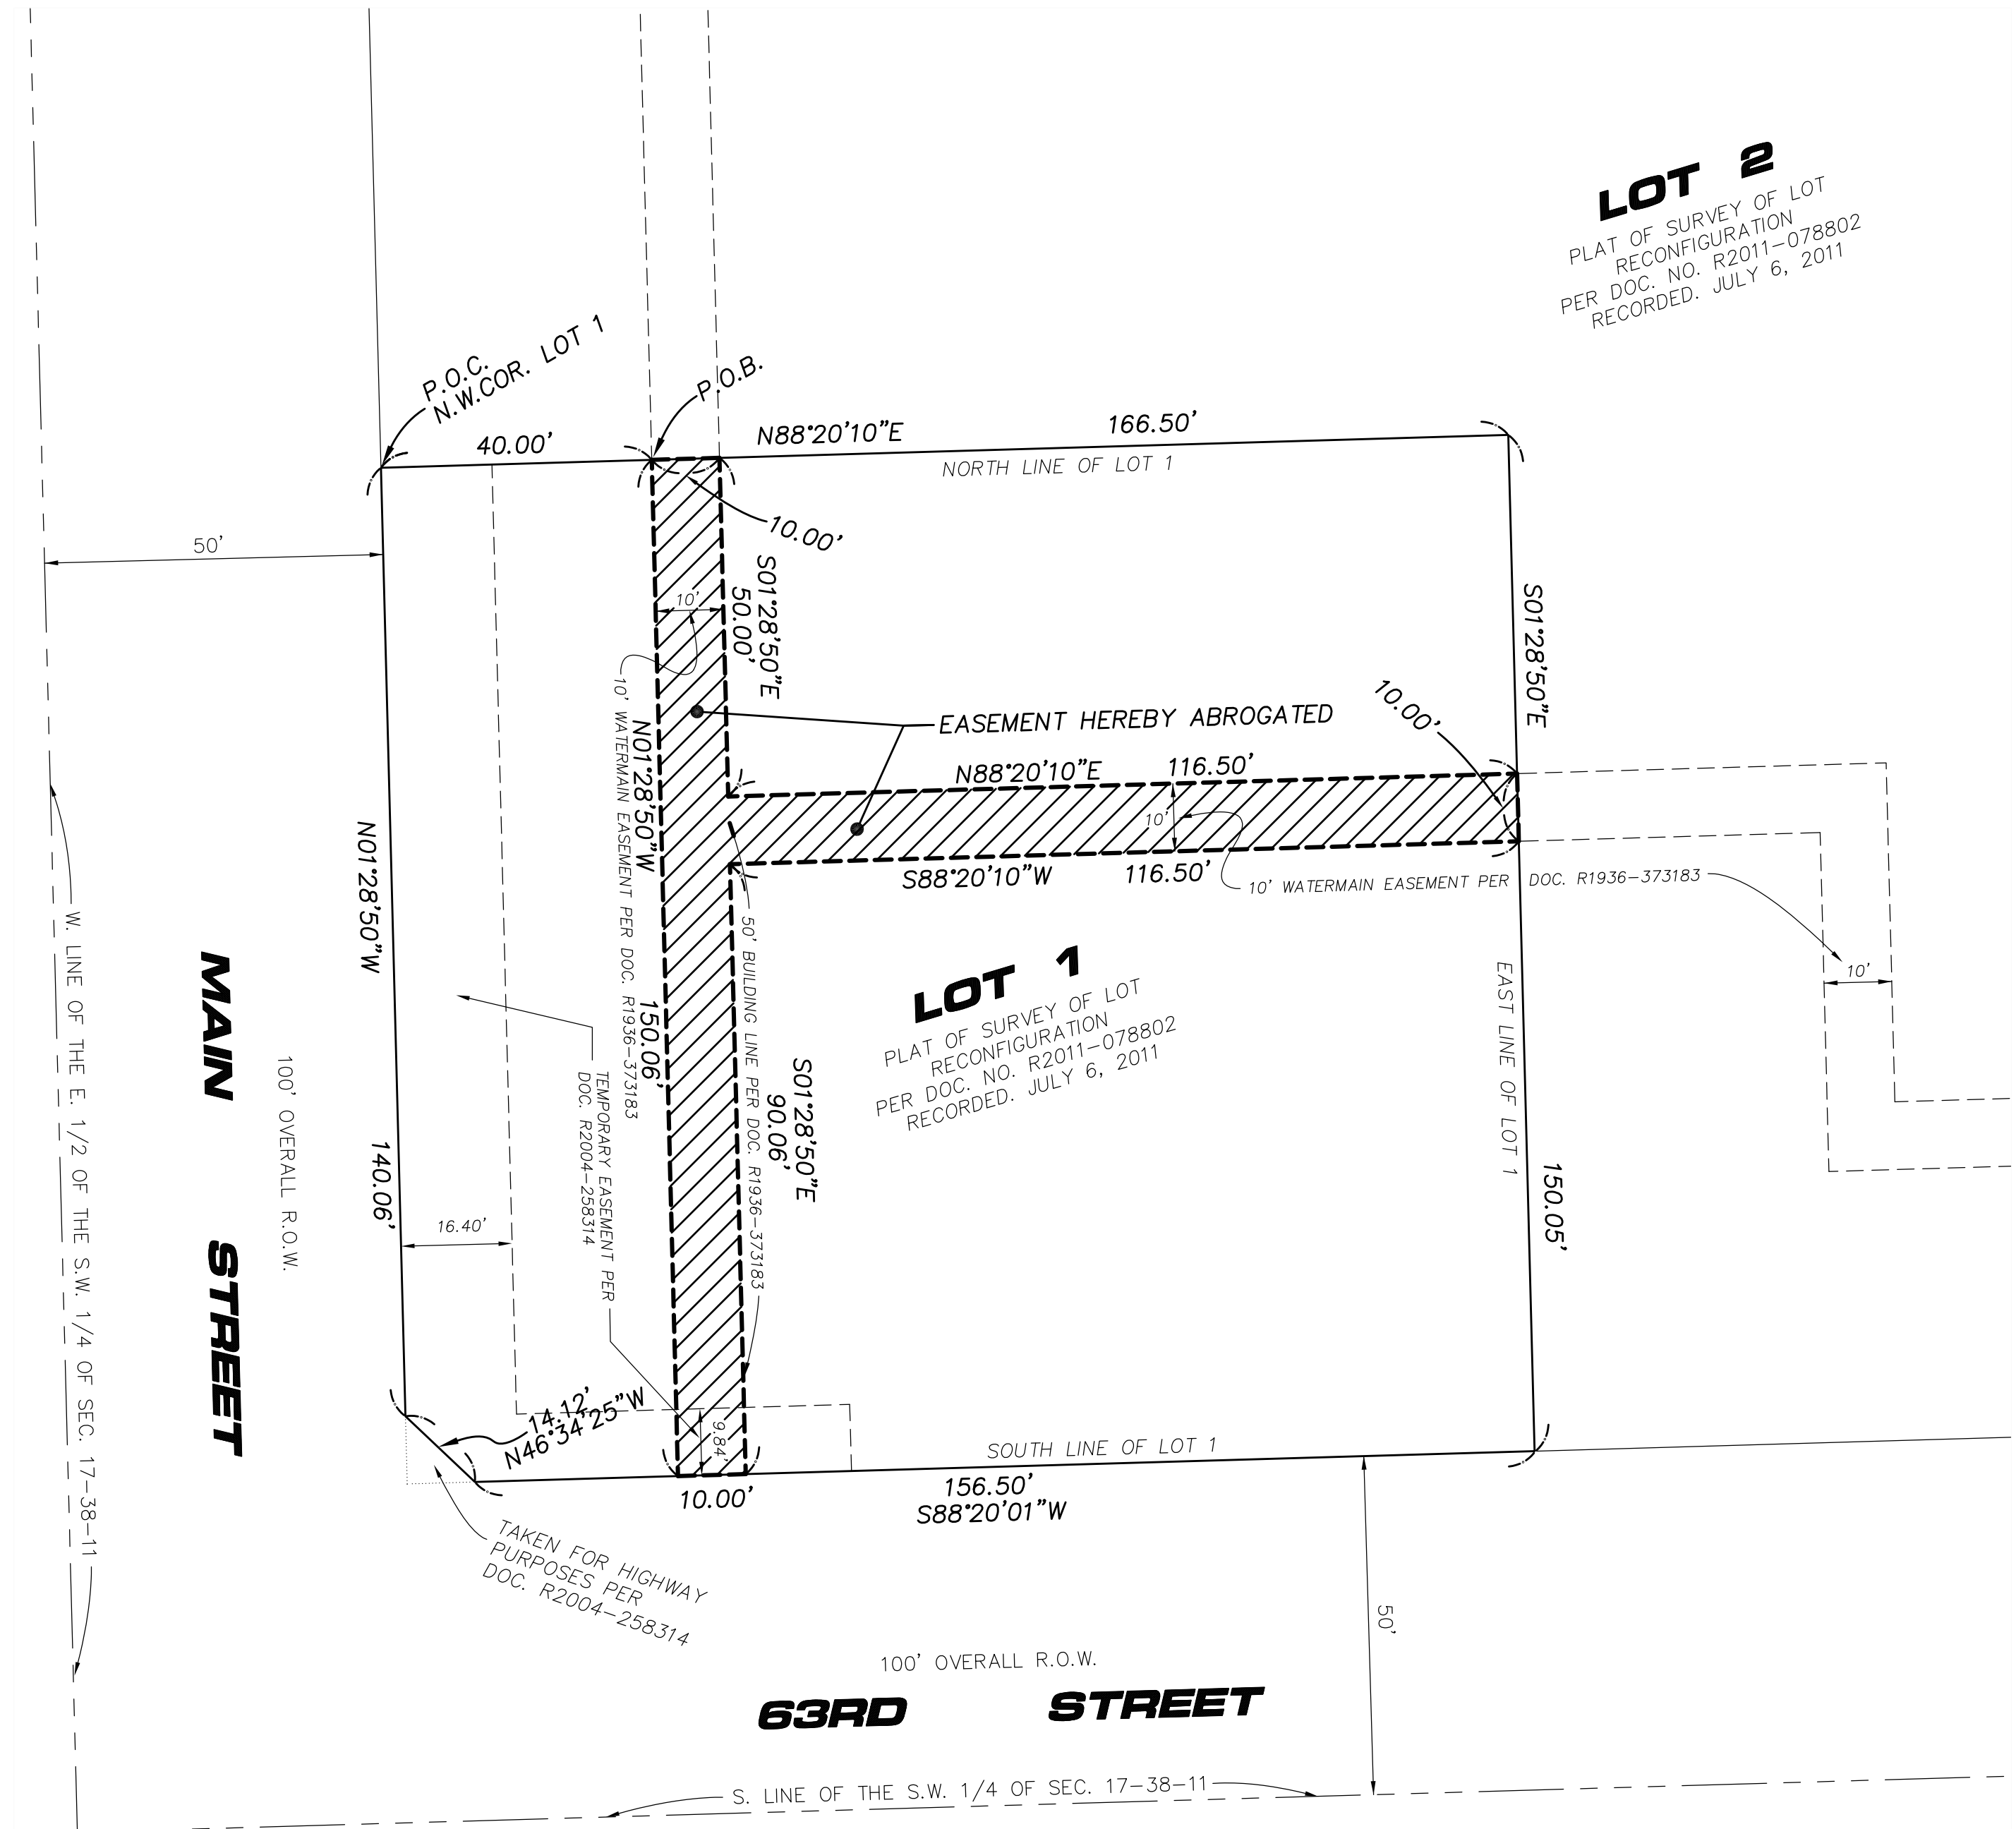 LOT 2
PLAT OF SURVEY OF LOT
RECONFIGURATION
PER DOC. NO. R2011-078802
RECORDED. JULY 6, 2011
P.O.C.
N.W.COR. LOT 1
P.O.B.
40.00'
N88°20'10"E
166.50'
NORTH LINE OF LOT 1
10.00'
50'
10'
S01°28'50"E
50.00'
S01°28'50"E
10.00'
EASEMENT HEREBY ABROGATED
N88°20'10"E
116.50'
10'
S88°20'10"W
116.50'
10' WATERMAIN EASEMENT PER DOC. R1936-373183
10'
N01°28'50"W
150.06'
10' WATERMAIN EASEMENT PER DOC. R1936-373183
50' BUILDING LINE PER DOC. R1936-373183
S01°28'50"E
90.06'
LOT 1
PLAT OF SURVEY OF LOT
RECONFIGURATION
PER DOC. NO. R2011-078802
RECORDED. JULY 6, 2011
EAST LINE OF LOT 1
150.05'
N01°28'50"W
140.06'
MAIN STREET
100' OVERALL R.O.W.
W. LINE OF THE E. 1/2 OF THE S.W. 1/4 OF SEC. 17-38-11
16.40'
TEMPORARY EASEMENT PER
DOC. R2004-258314
14.12'
N46°34'25"W
9.84'
SOUTH LINE OF LOT 1
10.00'
156.50'
S88°20'01"W
TAKEN FOR HIGHWAY
PURPOSES PER
DOC. R2004-258314
50'
100' OVERALL R.O.W.
63RD STREET
S. LINE OF THE S.W. 1/4 OF SEC. 17-38-11